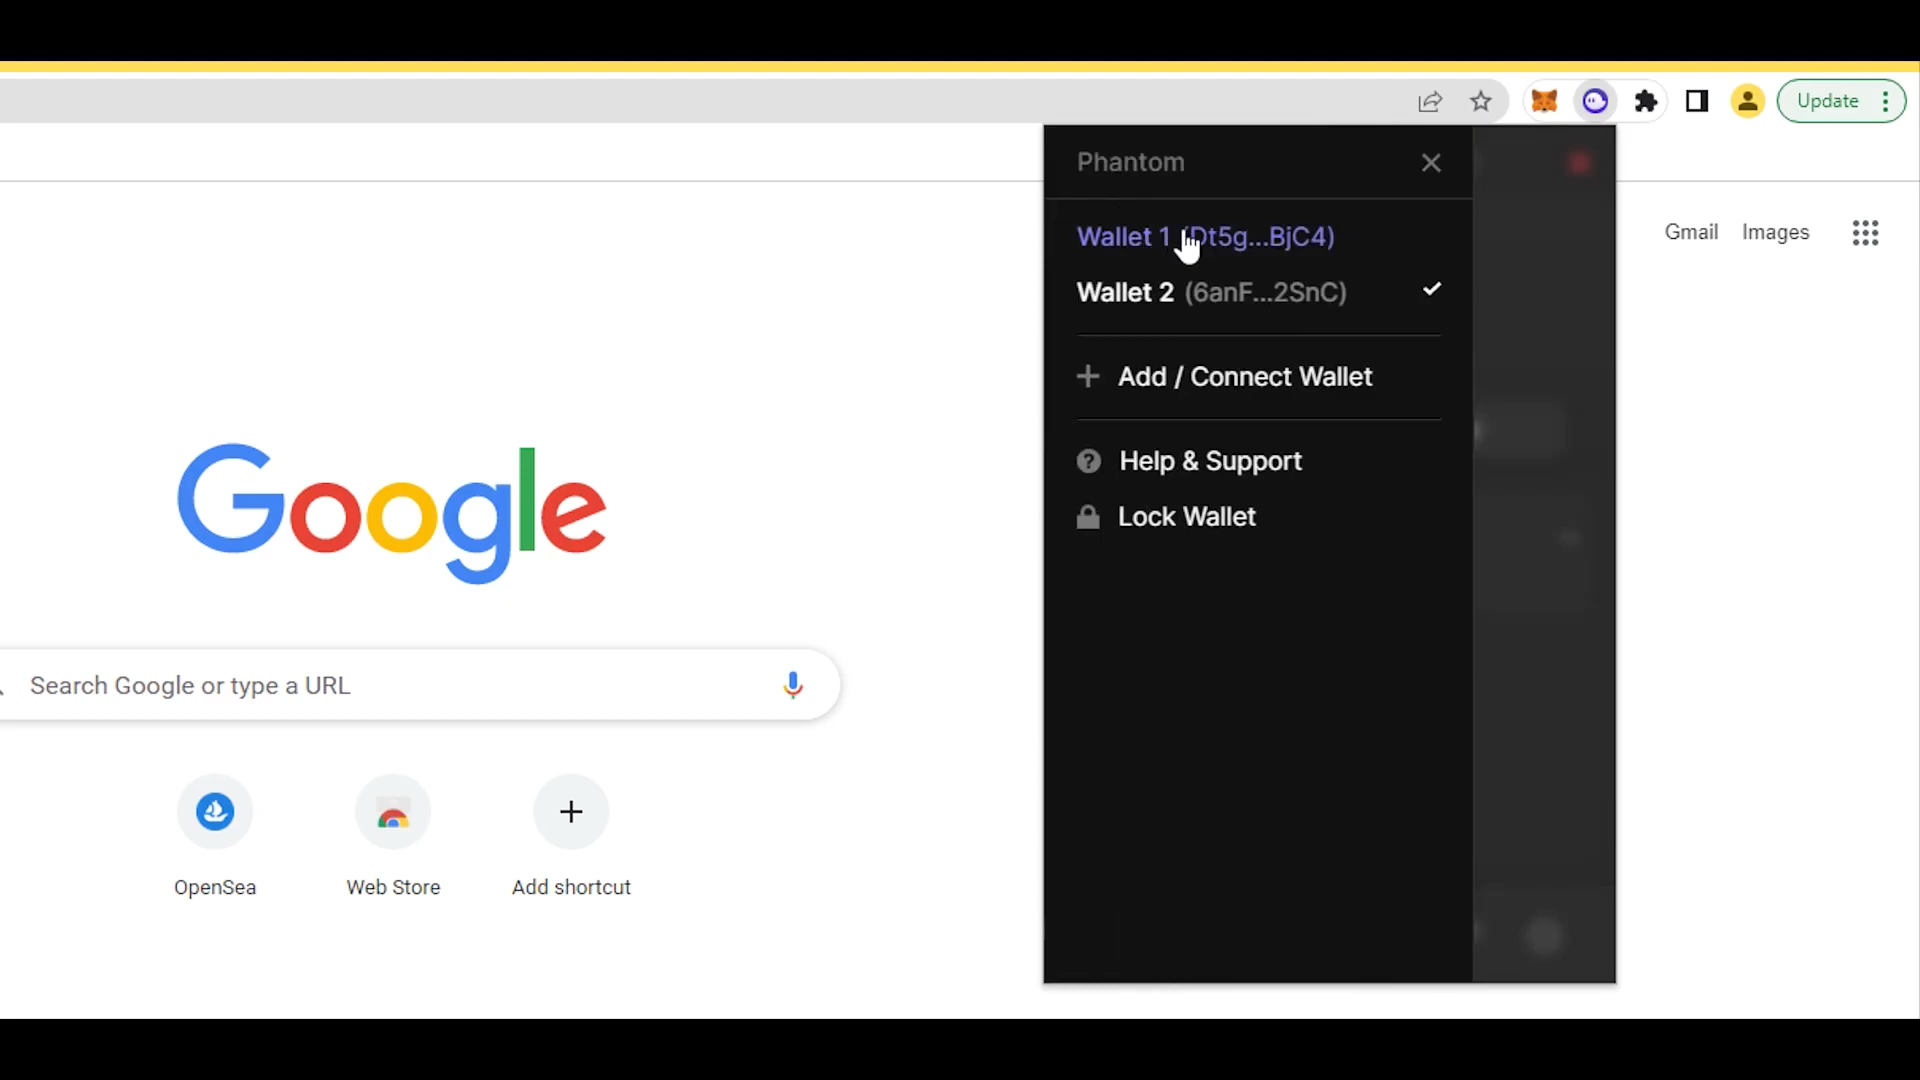 Update
Phantom
Wallet 1 (Dt5g...BjC4)
Wallet 2 (6anF...2SnC)
Add / Connect Wallet
Help & Support
Lock Wallet
Gmail Images
Google
Search Google or type a URL
OpenSea Web Store Add shortcut